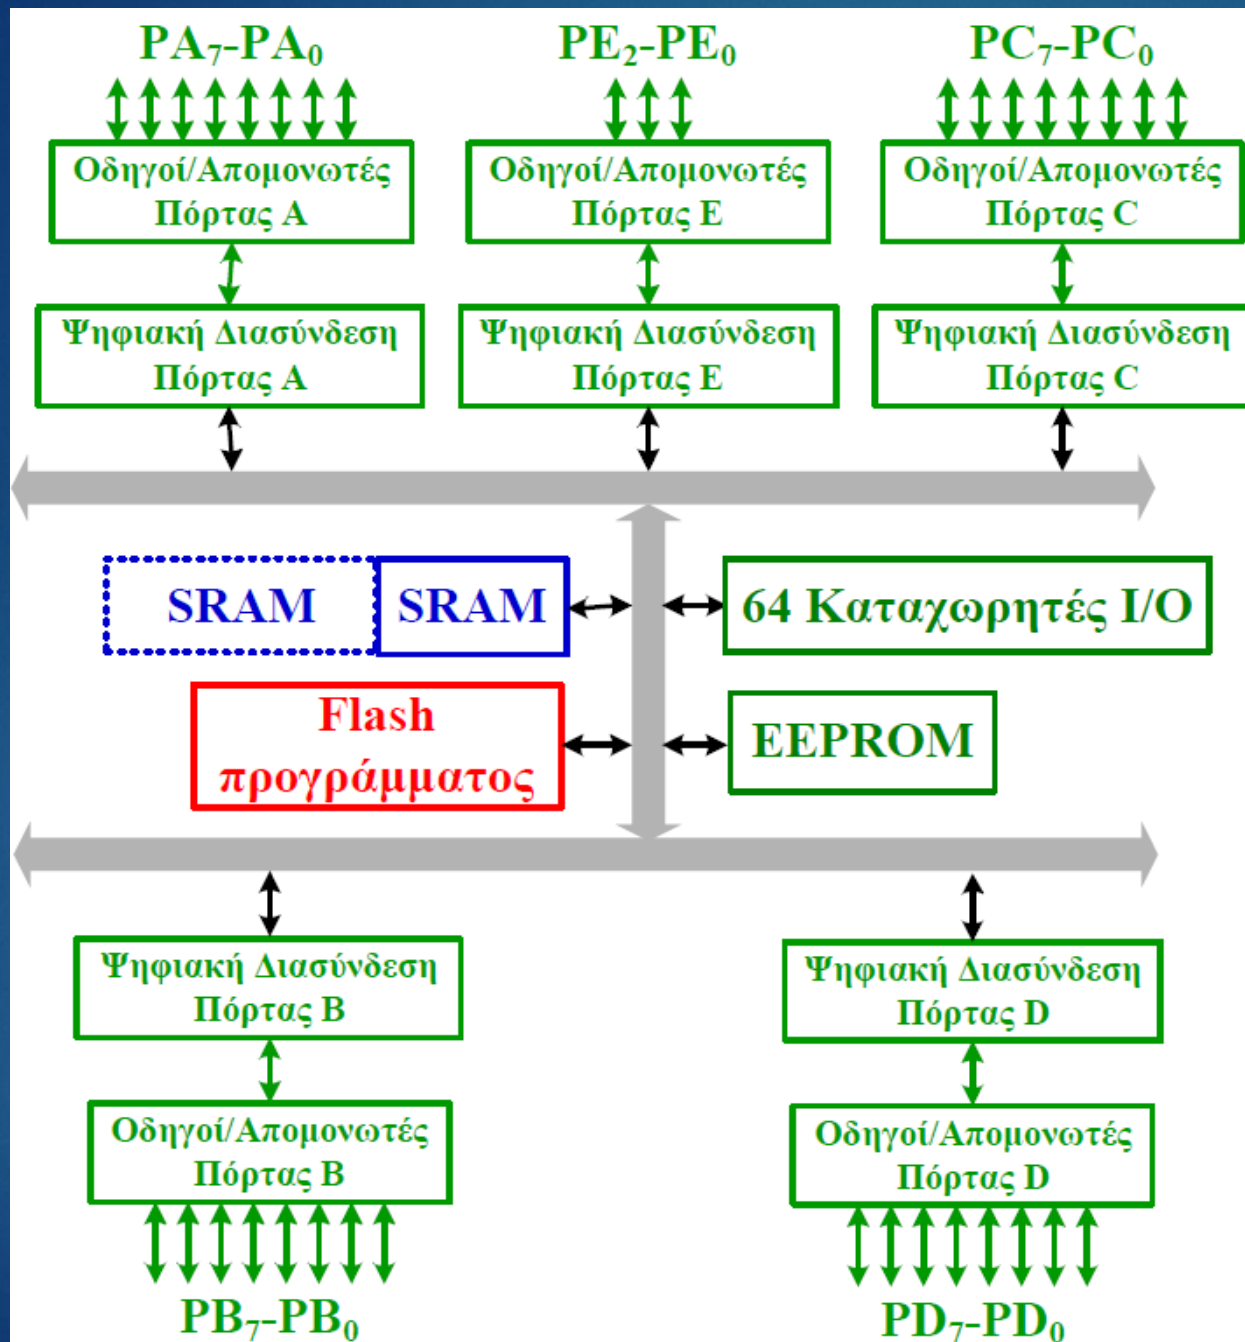 PA₇-PA₀
PE₂-PE₀
PC₇-PC₀
Οδηγοί/Απομονωτές
Πόρτας A
Οδηγοί/Απομονωτές
Πόρτας E
Οδηγοί/Απομονωτές
Πόρτας C
Ψηφιακή Διασύνδεση
Πόρτας A
Ψηφιακή Διασύνδεση
Πόρτας E
Ψηφιακή Διασύνδεση
Πόρτας C
SRAM
SRAM
64 Καταχωρητές I/O
Flash
προγράμματος
EEPROM
Ψηφιακή Διασύνδεση
Πόρτας B
Ψηφιακή Διασύνδεση
Πόρτας D
Οδηγοί/Απομονωτές
Πόρτας B
Οδηγοί/Απομονωτές
Πόρτας D
PB₇-PB₀
PD₇-PD₀